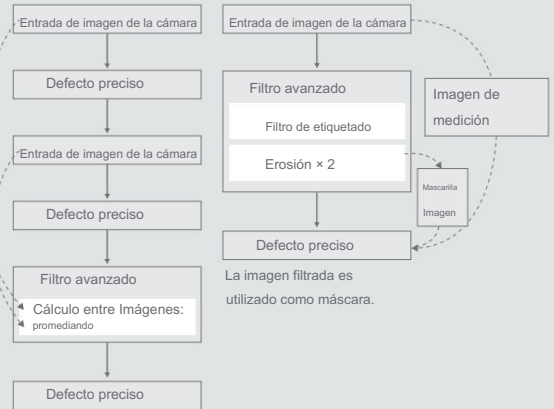 Entrada de imagen de la cámara
Defecto preciso
Entrada de imagen de la cámara
Defecto preciso
Filtro avanzado
Cálculo entre Imágenes:
promediando
Defecto preciso
Entrada de imagen de la cámara
Filtro avanzado
Filtro de etiquetado
Erosión × 2
Imagen de
medición
Mascarilla
Imagen
Defecto preciso
La imagen filtrada es
utilizado como máscara.